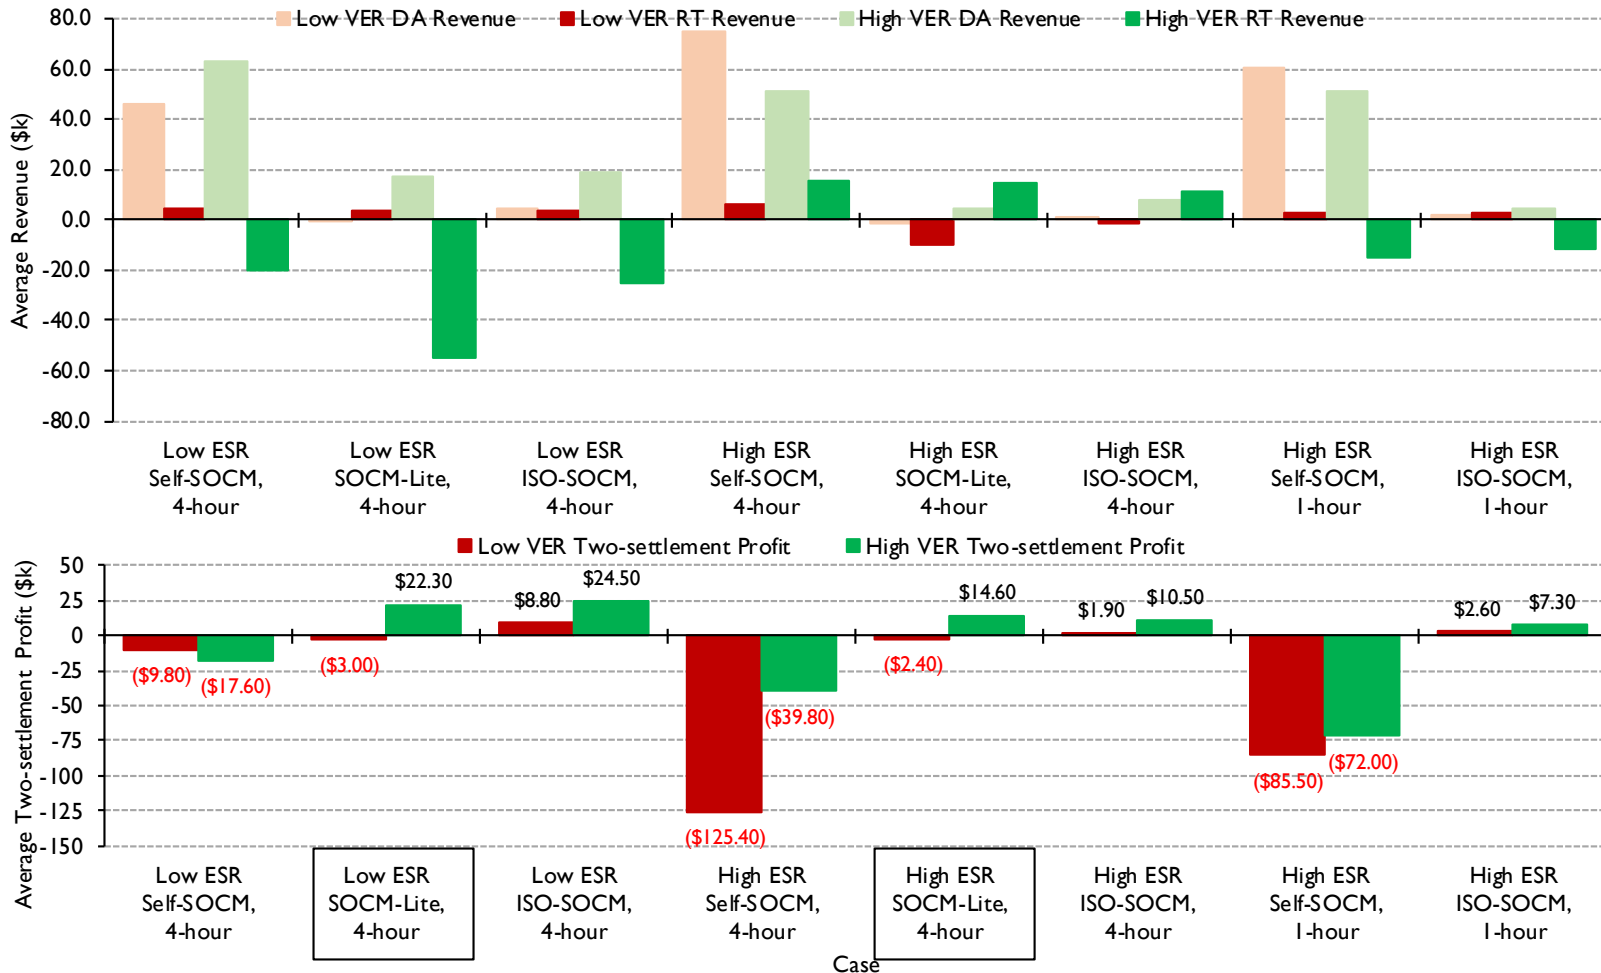 Low VER DA Revenue Low VER RT Revenue High VER DA Revenue High VER RT Revenue
Average Revenue ($k)
80.0
60.0
40.0
20.0
0.0
-20.0
-40.0
-60.0
-80.0
Low ESR Self-SOCM, 4-hour
Low ESR SOCM-Lite, 4-hour
Low ESR ISO-SOCM, 4-hour
High ESR Self-SOCM, 4-hour
High ESR SOCM-Lite, 4-hour
High ESR ISO-SOCM, 4-hour
High ESR Self-SOCM, 1-hour
High ESR ISO-SOCM, 1-hour
Low VER Two-settlement Profit High VER Two-settlement Profit
Average Two-settlement Profit ($k)
50
25
0
-25
-50
-75
-100
-125
-150
($9.80)
($17.60)
($3.00)
$22.30
$8.80
$24.50
($125.40)
($39.80)
($2.40)
$14.60
$1.90
$10.50
($85.50)
($72.00)
$2.60
$7.30
Low ESR Self-SOCM, 4-hour
Low ESR SOCM-Lite, 4-hour
Low ESR ISO-SOCM, 4-hour
High ESR Self-SOCM, 4-hour
High ESR SOCM-Lite, 4-hour
High ESR ISO-SOCM, 4-hour
High ESR Self-SOCM, 1-hour
High ESR ISO-SOCM, 1-hour
Case